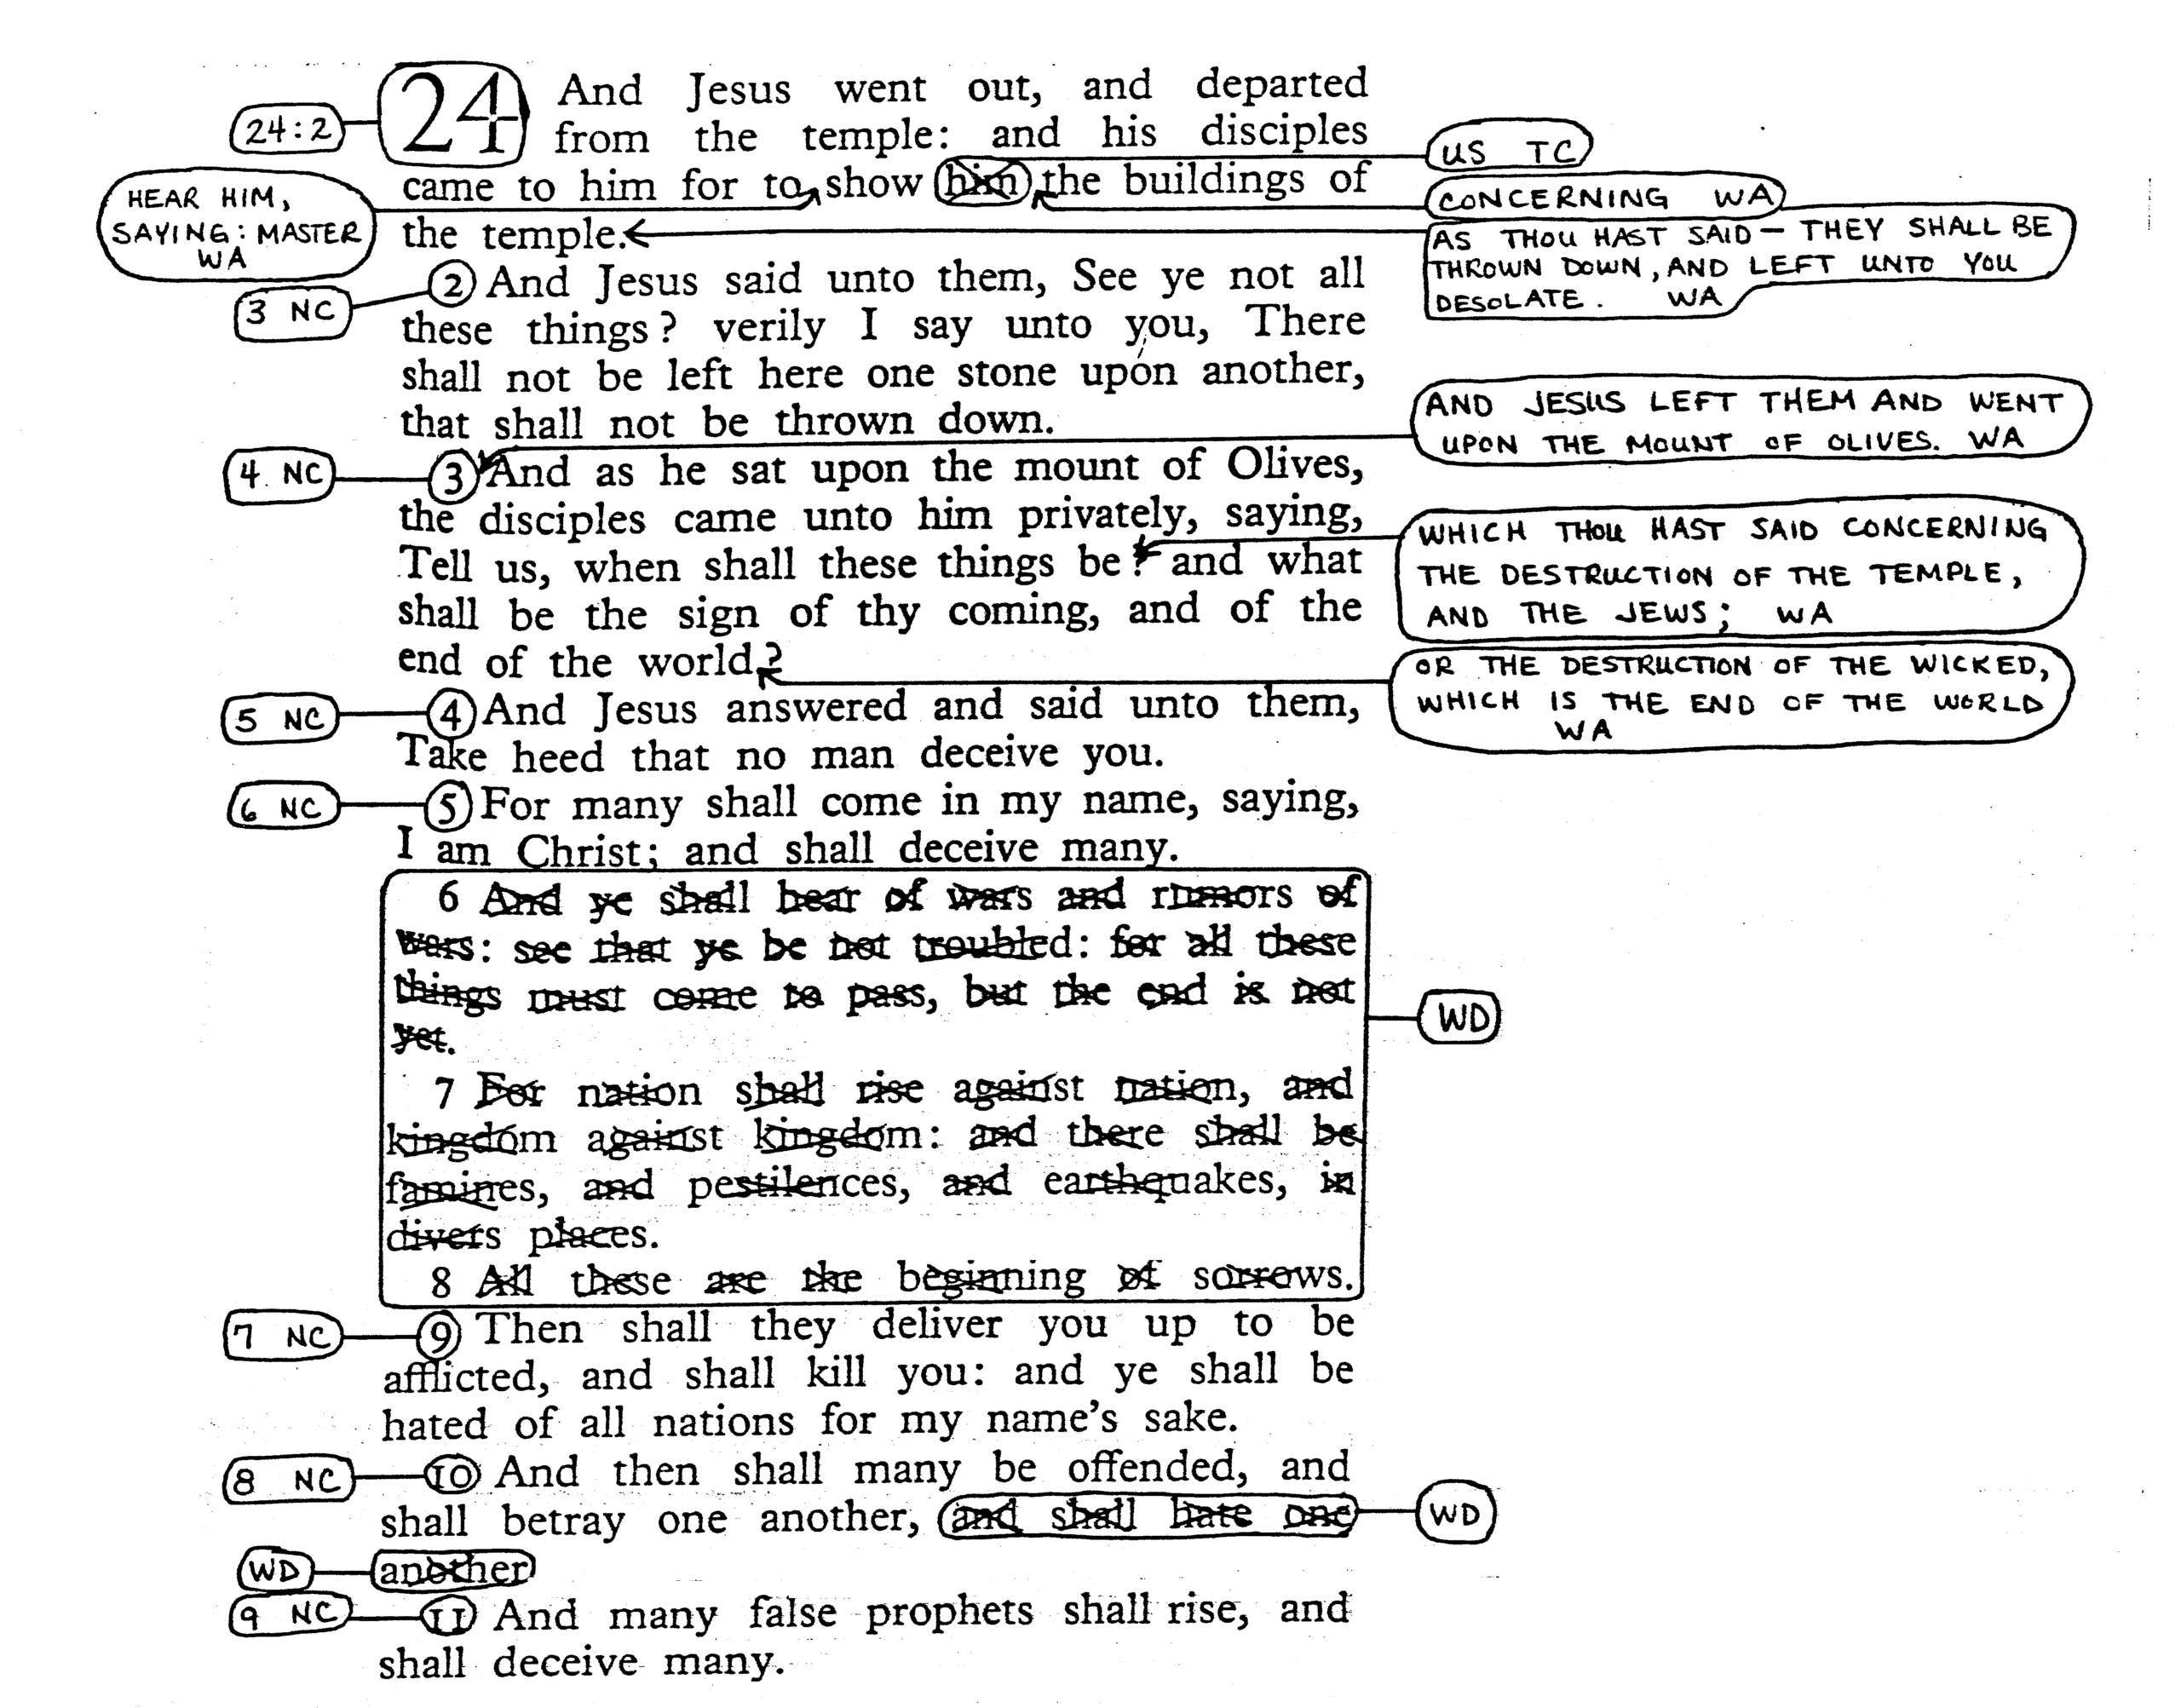 24:2
24 And Jesus went out, and departed
from the temple: and his disciples
US TC
came to him for to show him the buildings of
HEAR HIM,
SAYING: MASTER
WA
CONCERNING WA
the temple.
AS THOU HAST SAID — THEY SHALL BE
THROWN DOWN, AND LEFT UNTO YOU
DESOLATE. WA
3 NC
2 And Jesus said unto them, See ye not all
these things? verily I say unto you, There
shall not be left here one stone upon another,
that shall not be thrown down.
AND JESUS LEFT THEM AND WENT
UPON THE MOUNT OF OLIVES. WA
4 NC
3 And as he sat upon the mount of Olives,
the disciples came unto him privately, saying,
Tell us, when shall these things be? and what
WHICH THOU HAST SAID CONCERNING
THE DESTRUCTION OF THE TEMPLE,
AND THE JEWS; WA
shall be the sign of thy coming, and of the
end of the world?
OR THE DESTRUCTION OF THE WICKED,
WHICH IS THE END OF THE WORLD
WA
5 NC
4 And Jesus answered and said unto them,
Take heed that no man deceive you.
6 NC
5 For many shall come in my name, saying,
I am Christ; and shall deceive many.
6 And ye shall hear of wars and rumors of
wars: see that ye be not troubled: for all these
things must come to pass, but the end is not
yet.
WD
7 For nation shall rise against nation, and
kingdom against kingdom: and there shall be
famines, and pestilences, and earthquakes, in
divers places.
8 All these are the beginning of sorrows.
7 NC
9 Then shall they deliver you up to be
afflicted, and shall kill you: and ye shall be
hated of all nations for my name's sake.
8 NC
10 And then shall many be offended, and
shall betray one another, and shall hate one
WD
WD
another
9 NC
11 And many false prophets shall rise, and
shall deceive many.